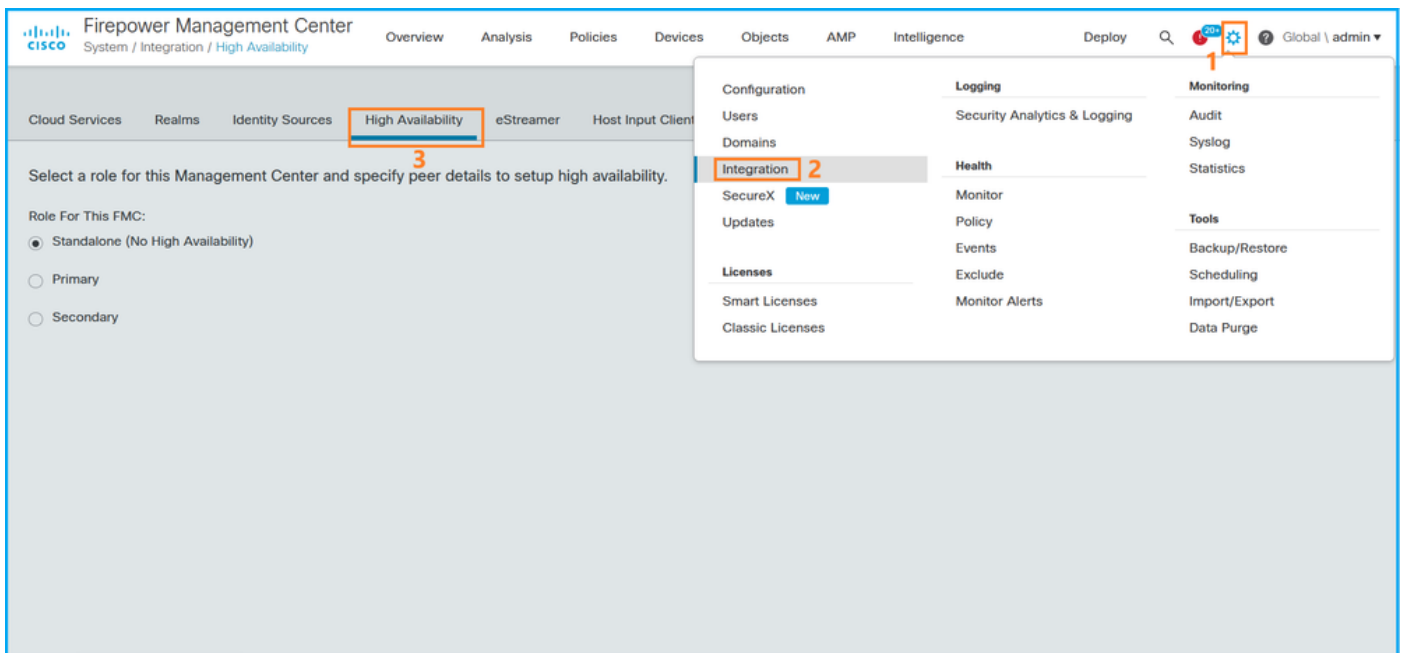 CISCO
Firepower Management Center
System / Integration / High Availability
Overview
Analysis
Policies
Devices
Objects
AMP
Intelligence
Deploy
20+
Global \ admin
1
Cloud Services
Realms
Identity Sources
High Availability
eStreamer
Host Input Client
3
Select a role for this Management Center and specify peer details to setup high availability.
Role For This FMC:
Standalone (No High Availability)
Primary
Secondary
Configuration
Users
Domains
Integration
2
SecureX
New
Updates
Licenses
Smart Licenses
Classic Licenses
Logging
Security Analytics & Logging
Health
Monitor
Policy
Events
Exclude
Monitor Alerts
Monitoring
Audit
Syslog
Statistics
Tools
Backup/Restore
Scheduling
Import/Export
Data Purge